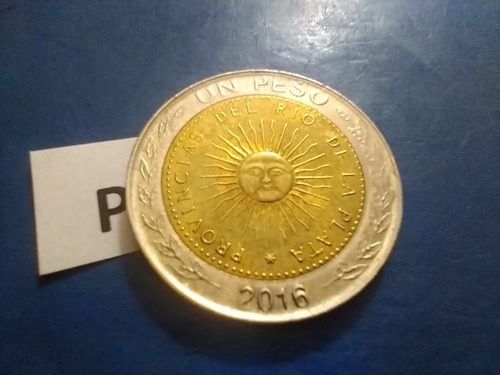 UN PESO
PROVINCIAS DEL RIO DE LA PLATA
2016
P